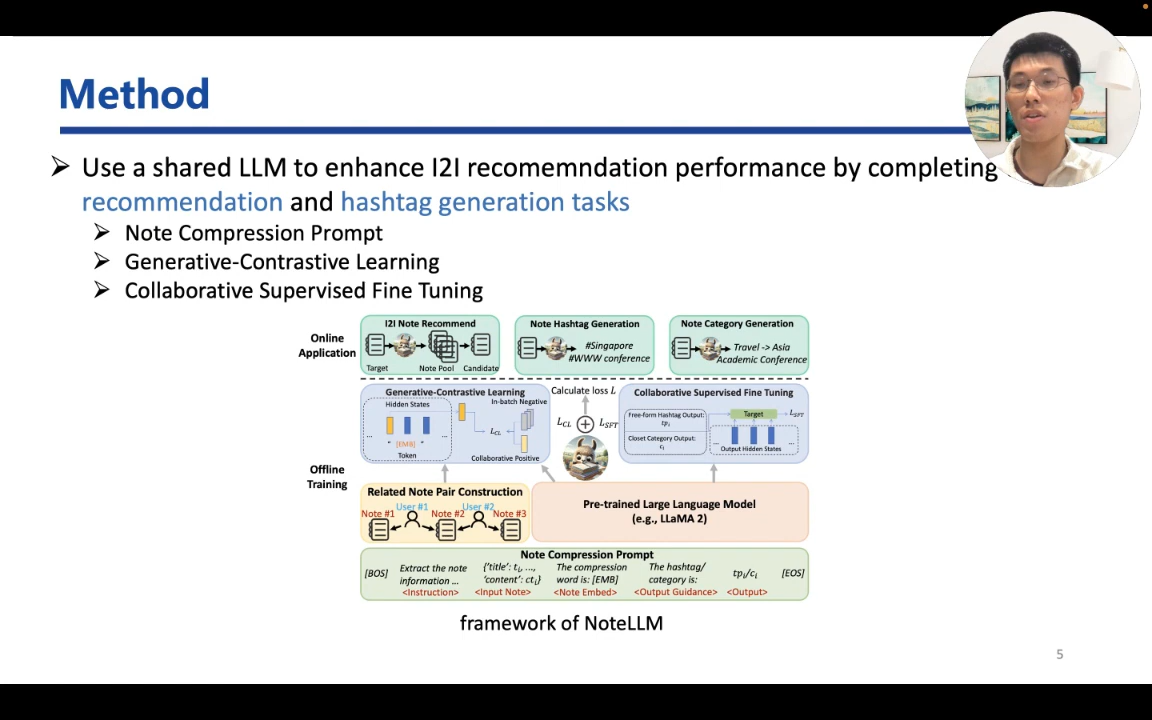 Method
➢ Use a shared LLM to enhance I2I recomemndation performance by completing
recommendation and hashtag generation tasks
➢ Note Compression Prompt
➢ Generative-Contrastive Learning
➢ Collaborative Supervised Fine Tuning
Online
Application
I2I Note Recommend
Target
Note Pool
Candidate
Note Hashtag Generation
#Singapore
#WWW conference
Note Category Generation
Travel -> Asia
Academic Conference
Offline
Training
Generative-Contrastive Learning
Hidden States
... " [EMB] " ...
Token
In-batch Negative
L_CL
Collaborative Positive
Calculate loss L
L_CL + L_SFT
Collaborative Supervised Fine Tuning
Free-form Hashtag Output:
tp_i
Closet Category Output:
c_i
Target
L_SFT
... ...
Output Hidden States
Related Note Pair Construction
User #1 User #2
Note #1 Note #2 Note #3
Pre-trained Large Language Model
(e.g., LLaMA 2)
Note Compression Prompt
[BOS]
Extract the note
information ...
<Instruction>
{'title': t_i, ...,
'content': ct_i}
<Input Note>
The compression
word is: [EMB]
<Note Embed>
The hashtag/
category is:
<Output Guidance>
tp_i/c_i
<Output>
[EOS]
framework of NoteLLM
5